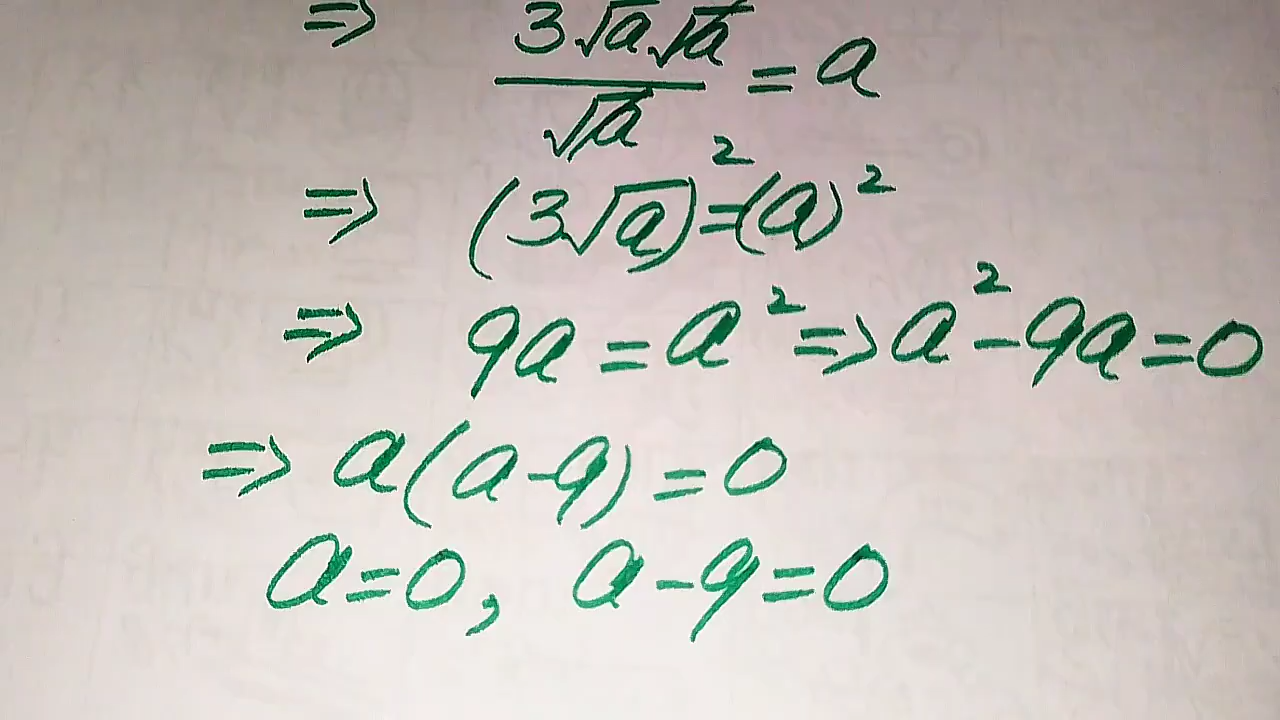 ⇒ 3√a√a / √a = a
⇒ (3√a)² = (a)²
⇒ 9a = a² ⇒ a² - 9a = 0
⇒ a(a-9) = 0
a = 0, a - 9 = 0